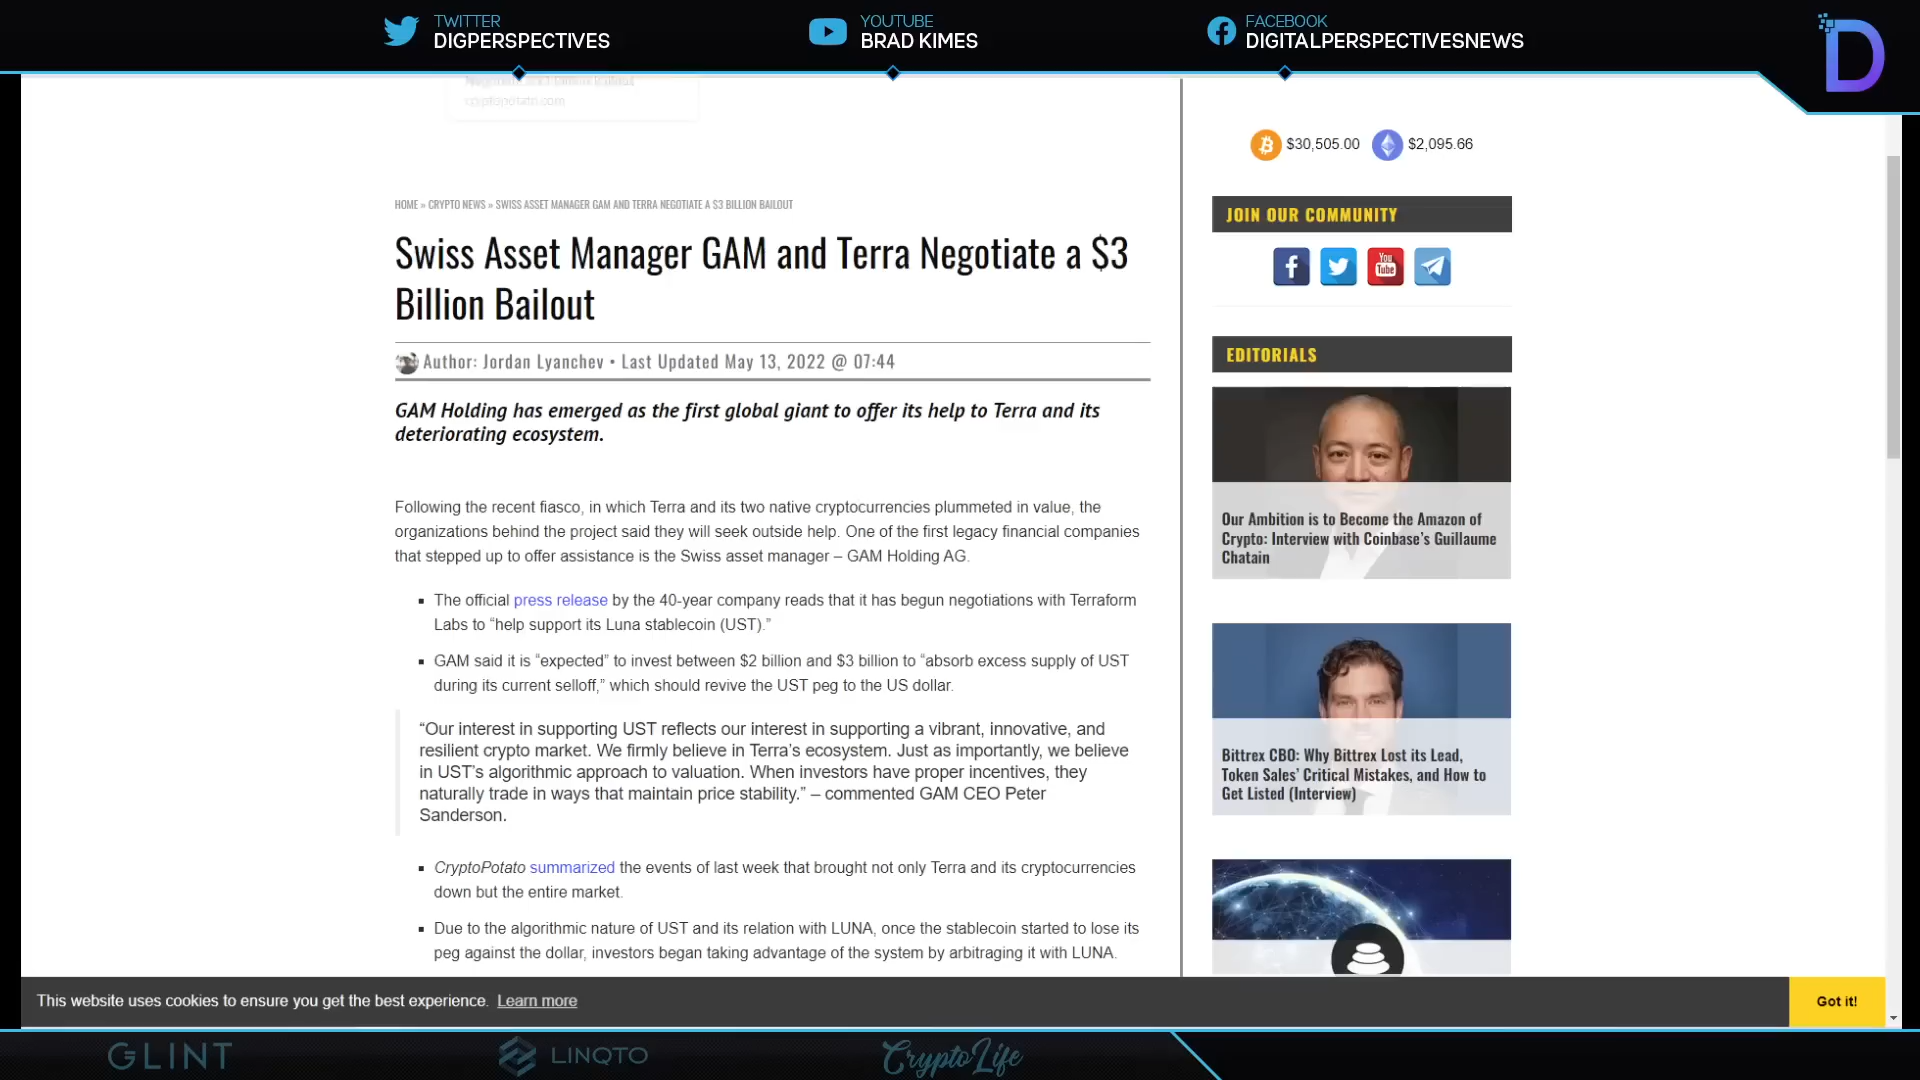 TWITTER
DIGPERSPECTIVES
YOUTUBE
BRAD KIMES
FACEBOOK
DIGITALPERSPECTIVESNEWS
cryptopotato.com
$30,505.00
$2,095.66
HOME » CRYPTO NEWS » SWISS ASSET MANAGER GAM AND TERRA NEGOTIATE A $3 BILLION BAILOUT
Swiss Asset Manager GAM and Terra Negotiate a $3
Billion Bailout
Author: Jordan Lyanchev • Last Updated May 13, 2022 @ 07:44
GAM Holding has emerged as the first global giant to offer its help to Terra and its
deteriorating ecosystem.
Following the recent fiasco, in which Terra and its two native cryptocurrencies plummeted in value, the
organizations behind the project said they will seek outside help. One of the first legacy financial companies
that stepped up to offer assistance is the Swiss asset manager – GAM Holding AG.
▪ The official press release by the 40-year company reads that it has begun negotiations with Terraform
Labs to “help support its Luna stablecoin (UST).”
▪ GAM said it is “expected” to invest between $2 billion and $3 billion to “absorb excess supply of UST
during its current selloff,” which should revive the UST peg to the US dollar.
“Our interest in supporting UST reflects our interest in supporting a vibrant, innovative, and
resilient crypto market. We firmly believe in Terra’s ecosystem. Just as importantly, we believe
in UST’s algorithmic approach to valuation. When investors have proper incentives, they
naturally trade in ways that maintain price stability.” – commented GAM CEO Peter
Sanderson.
▪ CryptoPotato summarized the events of last week that brought not only Terra and its cryptocurrencies
down but the entire market.
▪ Due to the algorithmic nature of UST and its relation with LUNA, once the stablecoin started to lose its
peg against the dollar, investors began taking advantage of the system by arbitraging it with LUNA.
JOIN OUR COMMUNITY
You
Tube
EDITORIALS
Our Ambition is to Become the Amazon of
Crypto: Interview with Coinbase’s Guillaume
Chatain
Bittrex CBO: Why Bittrex Lost its Lead,
Token Sales’ Critical Mistakes, and How to
Get Listed (Interview)
This website uses cookies to ensure you get the best experience. Learn more
Got it!
GLINT
LINQTO
CryptoLife